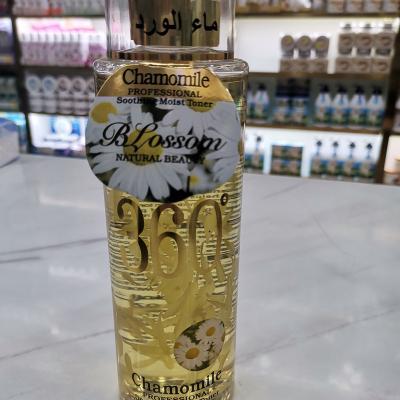 ماء الورد
Chamomile
PROFESSIONAL
Soothing Moist Toner
Blossom
NATURAL BEAUTY
360°
Chamomile
PROFESSIONAL